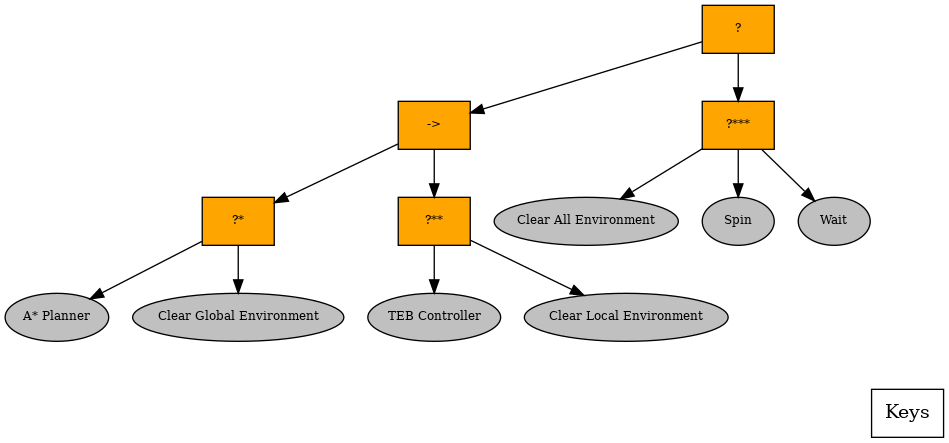 ?
->
?***
?*
?**
Clear All Environment
Spin
Wait
A* Planner
Clear Global Environment
TEB Controller
Clear Local Environment
Keys